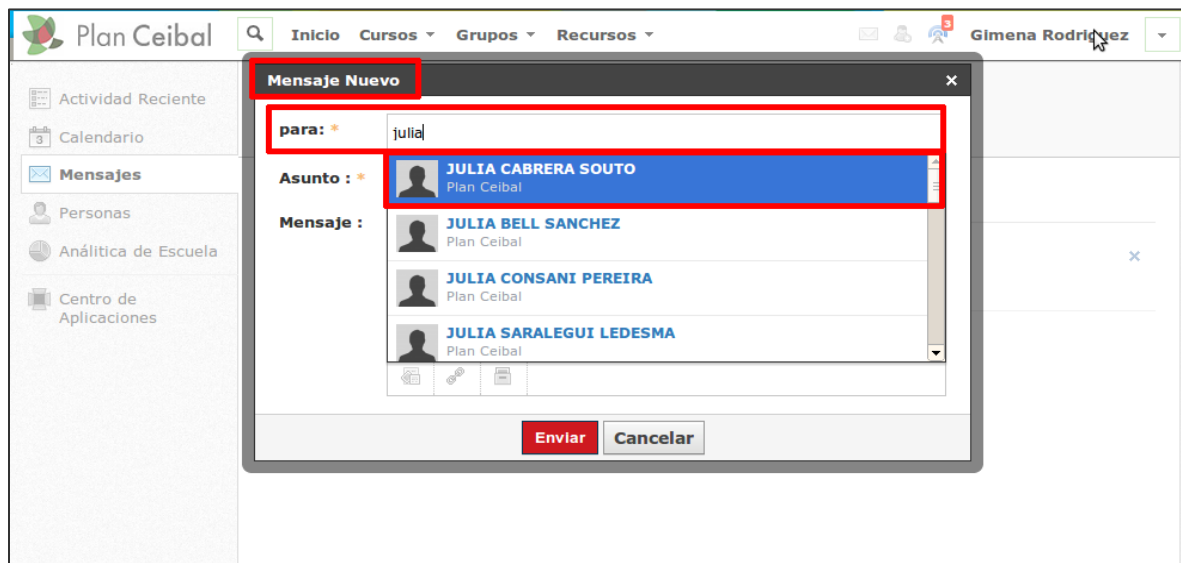 Plan Ceibal
Inicio Cursos Grupos Recursos
3
Gimena Rodriguez
Actividad Reciente
3 Calendario
Mensajes
Personas
Análitica de Escuela
Centro de
Aplicaciones
Mensaje Nuevo ×
para: * julia
Asunto : *
Mensaje :
JULIA CABRERA SOUTO
Plan Ceibal
JULIA BELL SANCHEZ
Plan Ceibal
JULIA CONSANI PEREIRA
Plan Ceibal
JULIA SARALEGUI LEDESMA
Plan Ceibal
Enviar Cancelar